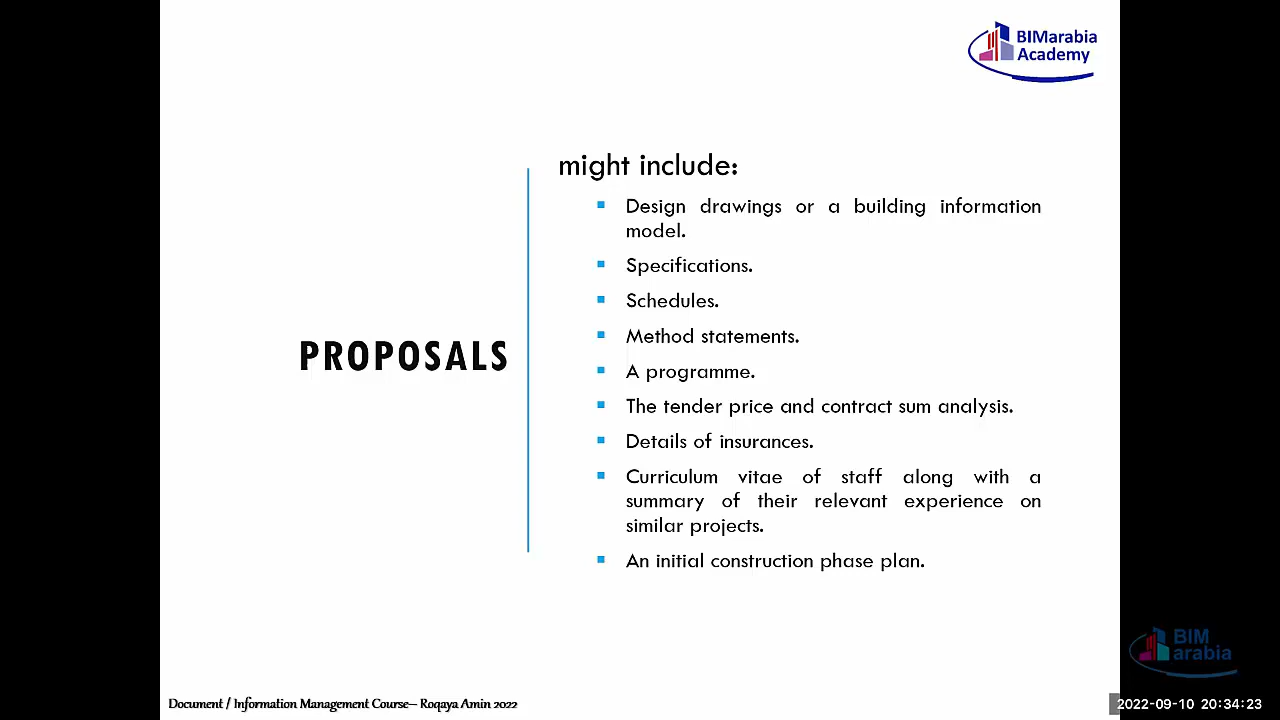 BIMarabia
Academy
might include:
Design drawings or a building information
model.
Specifications.
Schedules.
Method statements.
A programme.
The tender price and contract sum analysis.
Details of insurances.
Curriculum vitae of staff along with a
summary of their relevant experience on
similar projects.
An initial construction phase plan.
PROPOSALS
BIM
arabia
Document / Information Management Course– Roqaya Amin 2022
2022-09-10 20:34:23